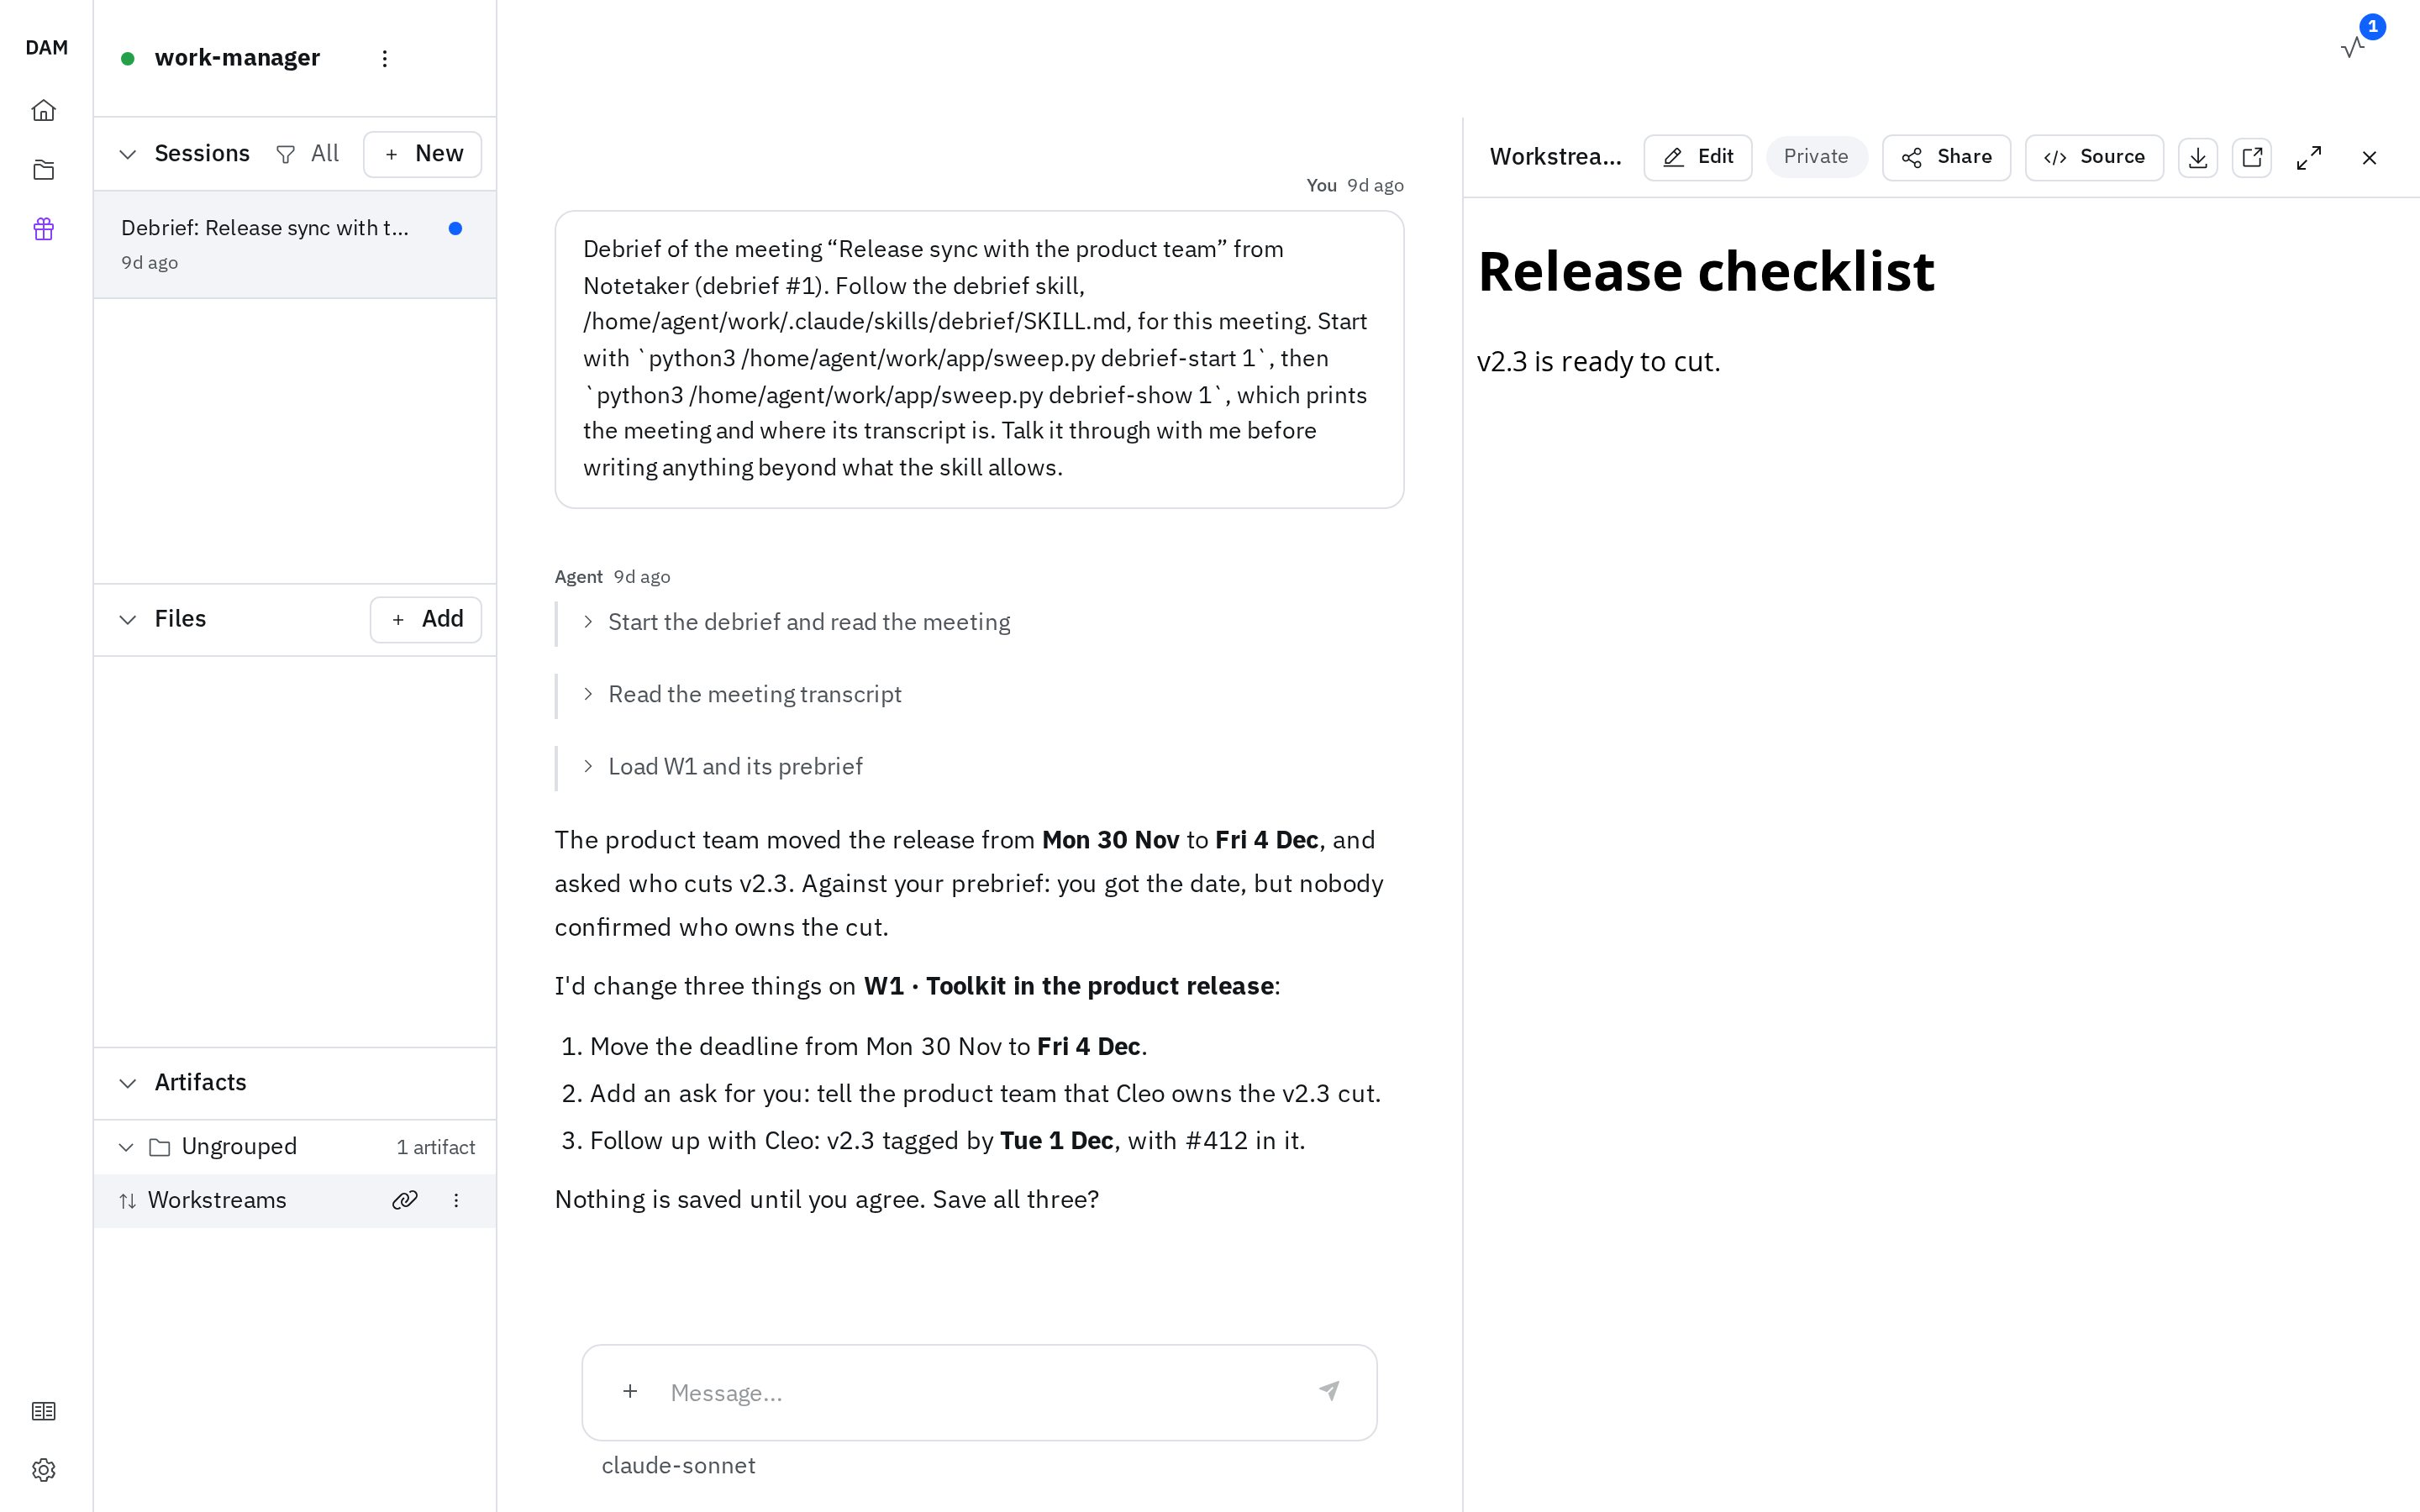 DAM
work-manager
1
Sessions
All
+ New
Debrief: Release sync with t...
9d ago
Files
+ Add
Artifacts
Ungrouped
1 artifact
Workstreams
You 9d ago
Debrief of the meeting “Release sync with the product team” from
Notetaker (debrief #1). Follow the debrief skill,
/home/agent/work/.claude/skills/debrief/SKILL.md, for this meeting. Start
with `python3 /home/agent/work/app/sweep.py debrief-start 1`, then
`python3 /home/agent/work/app/sweep.py debrief-show 1`, which prints
the meeting and where its transcript is. Talk it through with me before
writing anything beyond what the skill allows.
Agent 9d ago
Start the debrief and read the meeting
Read the meeting transcript
Load W1 and its prebrief
The product team moved the release from Mon 30 Nov to Fri 4 Dec, and
asked who cuts v2.3. Against your prebrief: you got the date, but nobody
confirmed who owns the cut.
I'd change three things on W1 · Toolkit in the product release:
1. Move the deadline from Mon 30 Nov to Fri 4 Dec.
2. Add an ask for you: tell the product team that Cleo owns the v2.3 cut.
3. Follow up with Cleo: v2.3 tagged by Tue 1 Dec, with #412 in it.
Nothing is saved until you agree. Save all three?
Message...
claude-sonnet
Workstrea...
Edit
Private
Share
Source
Release checklist
v2.3 is ready to cut.